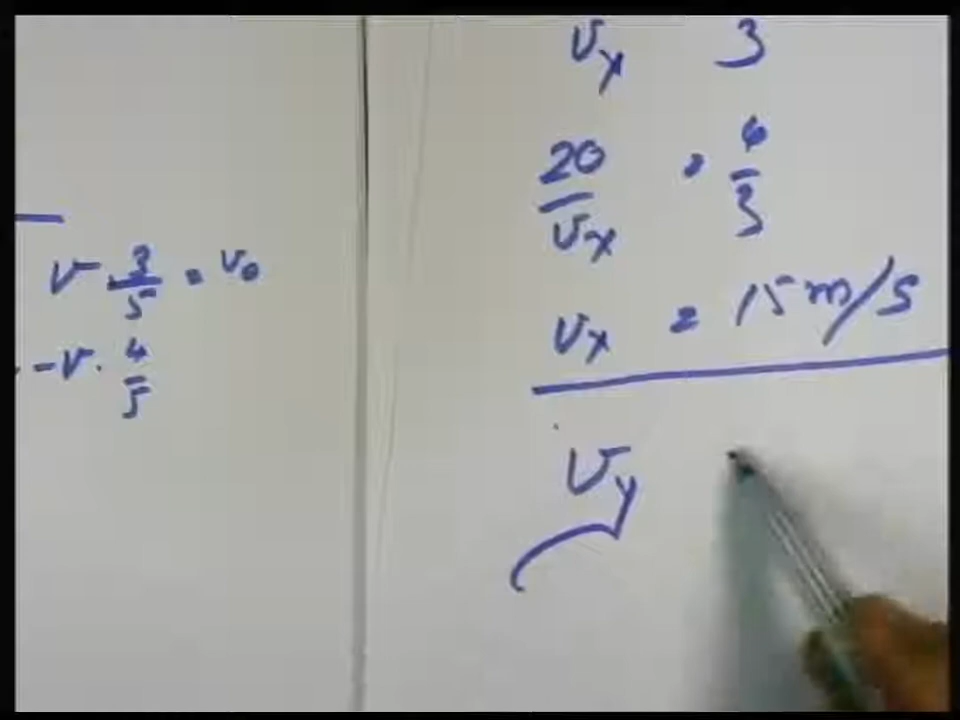 V · 3/5 = V₀
-V · 4/5
Vx 3
20/Vx = 4/3
Vx = 15 m/s
Vy